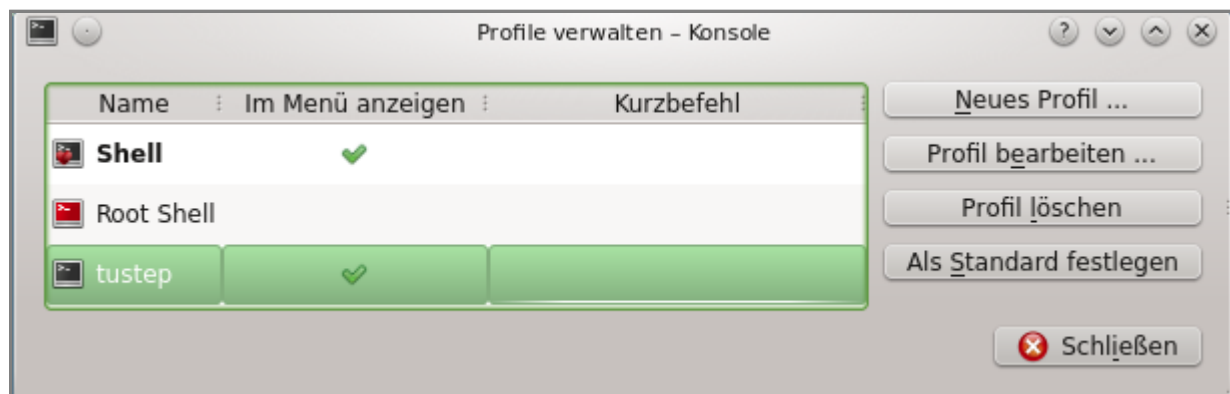 Profile verwalten – Konsole
Name Im Menü anzeigen Kurzbefehl
Shell
Root Shell
tustep
Neues Profil ...
Profil bearbeiten ...
Profil löschen
Als Standard festlegen
Schließen